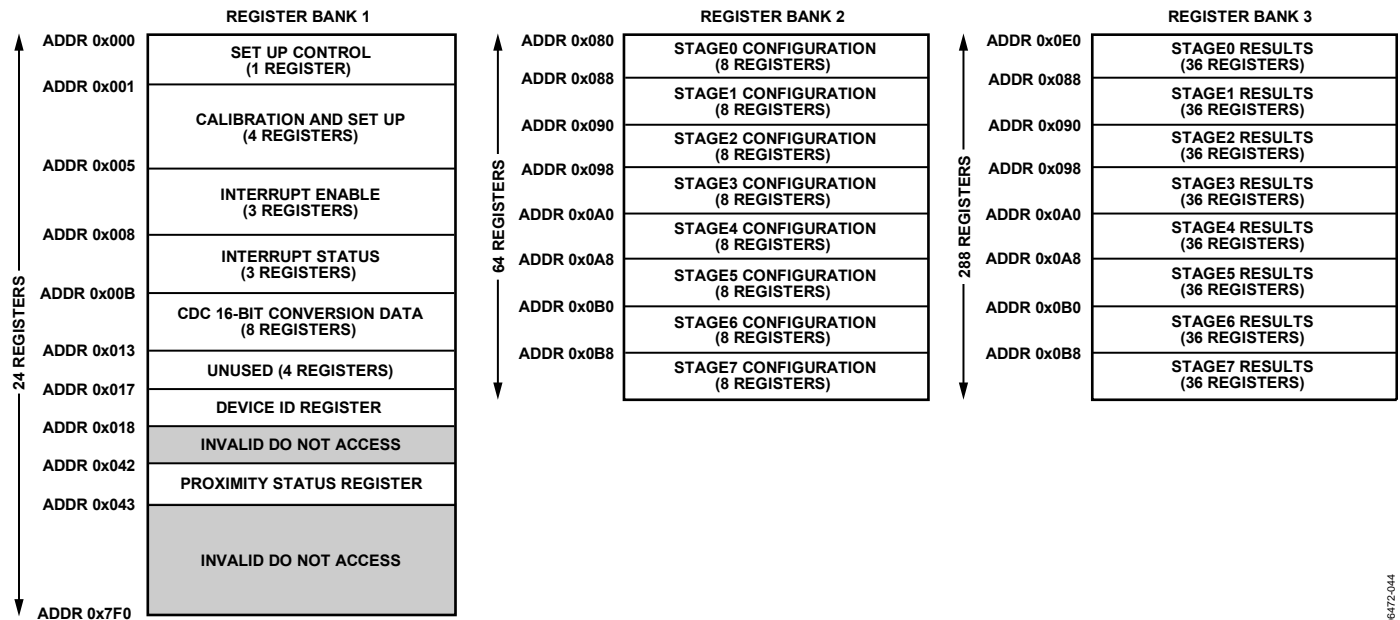 REGISTER BANK 1
ADDR 0x000
SET UP CONTROL
(1 REGISTER)
ADDR 0x001
CALIBRATION AND SET UP
(4 REGISTERS)
ADDR 0x005
INTERRUPT ENABLE
(3 REGISTERS)
ADDR 0x008
INTERRUPT STATUS
(3 REGISTERS)
ADDR 0x00B
CDC 16-BIT CONVERSION DATA
(8 REGISTERS)
ADDR 0x013
UNUSED (4 REGISTERS)
ADDR 0x017
DEVICE ID REGISTER
ADDR 0x018
INVALID DO NOT ACCESS
ADDR 0x042
PROXIMITY STATUS REGISTER
ADDR 0x043
INVALID DO NOT ACCESS
ADDR 0x7F0
24 REGISTERS
REGISTER BANK 2
ADDR 0x080
STAGE0 CONFIGURATION
(8 REGISTERS)
ADDR 0x088
STAGE1 CONFIGURATION
(8 REGISTERS)
ADDR 0x090
STAGE2 CONFIGURATION
(8 REGISTERS)
ADDR 0x098
STAGE3 CONFIGURATION
(8 REGISTERS)
ADDR 0x0A0
STAGE4 CONFIGURATION
(8 REGISTERS)
ADDR 0x0A8
STAGE5 CONFIGURATION
(8 REGISTERS)
ADDR 0x0B0
STAGE6 CONFIGURATION
(8 REGISTERS)
ADDR 0x0B8
STAGE7 CONFIGURATION
(8 REGISTERS)
64 REGISTERS
REGISTER BANK 3
ADDR 0x0E0
STAGE0 RESULTS
(36 REGISTERS)
ADDR 0x088
STAGE1 RESULTS
(36 REGISTERS)
ADDR 0x090
STAGE2 RESULTS
(36 REGISTERS)
ADDR 0x098
STAGE3 RESULTS
(36 REGISTERS)
ADDR 0x0A0
STAGE4 RESULTS
(36 REGISTERS)
ADDR 0x0A8
STAGE5 RESULTS
(36 REGISTERS)
ADDR 0x0B0
STAGE6 RESULTS
(36 REGISTERS)
ADDR 0x0B8
STAGE7 RESULTS
(36 REGISTERS)
288 REGISTERS